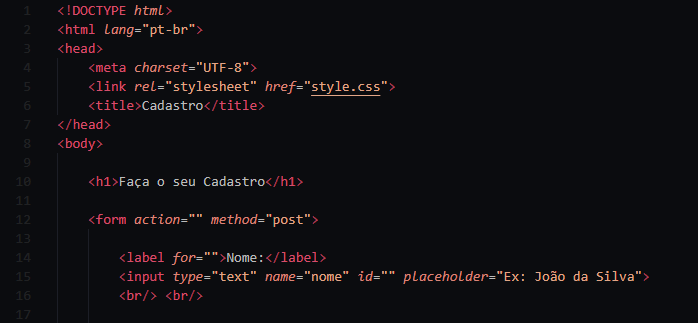 1 <!DOCTYPE html>
2 <html lang="pt-br">
3 <head>
4 <meta charset="UTF-8">
5 <link rel="stylesheet" href="style.css">
6 <title>Cadastro</title>
7 </head>
8 <body>
9
10 <h1>Faça o seu Cadastro</h1>
11
12 <form action="" method="post">
13
14 <label for="">Nome:</label>
15 <input type="text" name="nome" id="" placeholder="Ex: João da Silva">
16 <br/> <br/>
17